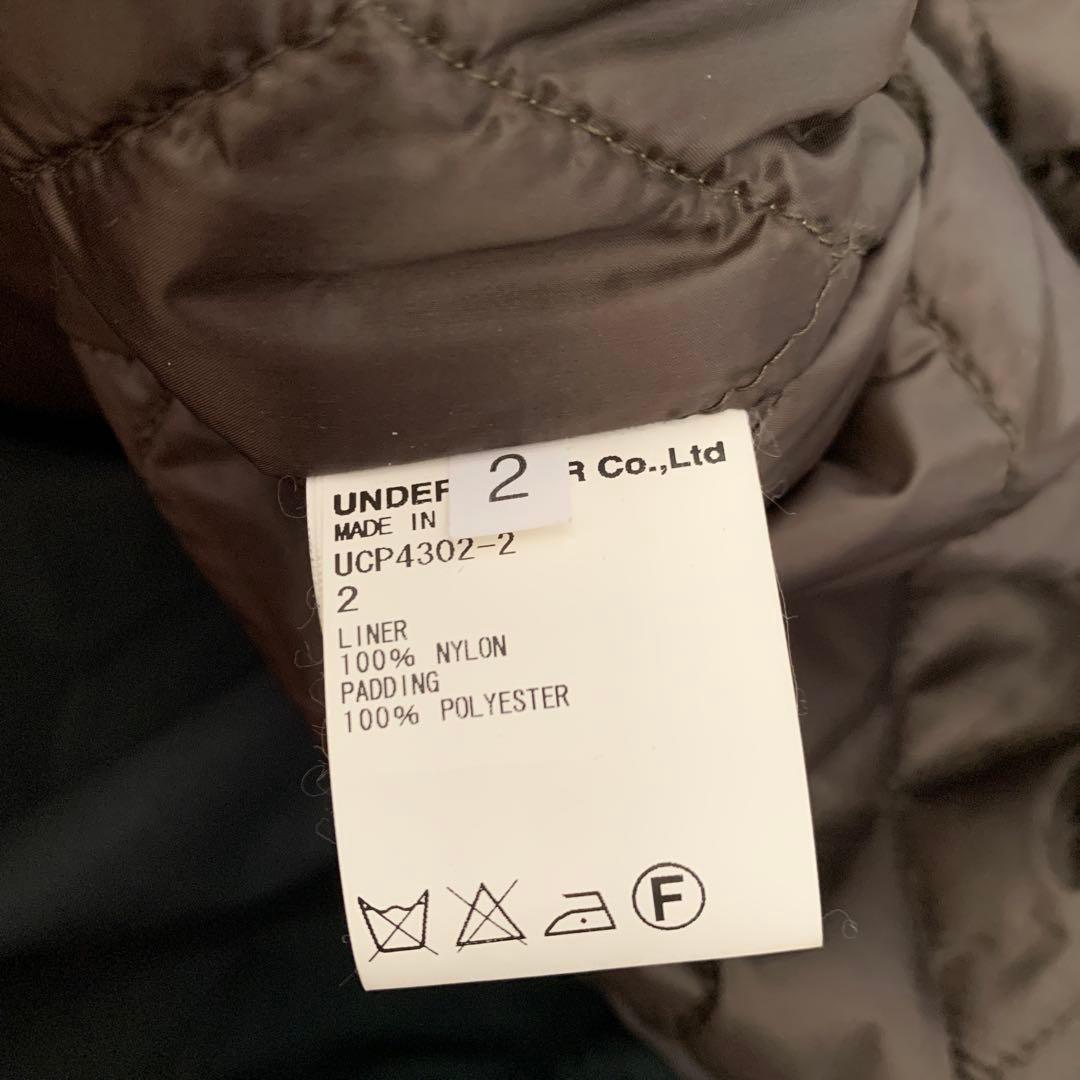 2
UNDER R Co.,Ltd
MADE IN
UCP4302-2
2
LINER
100% NYLON
PADDING
100% POLYESTER
F